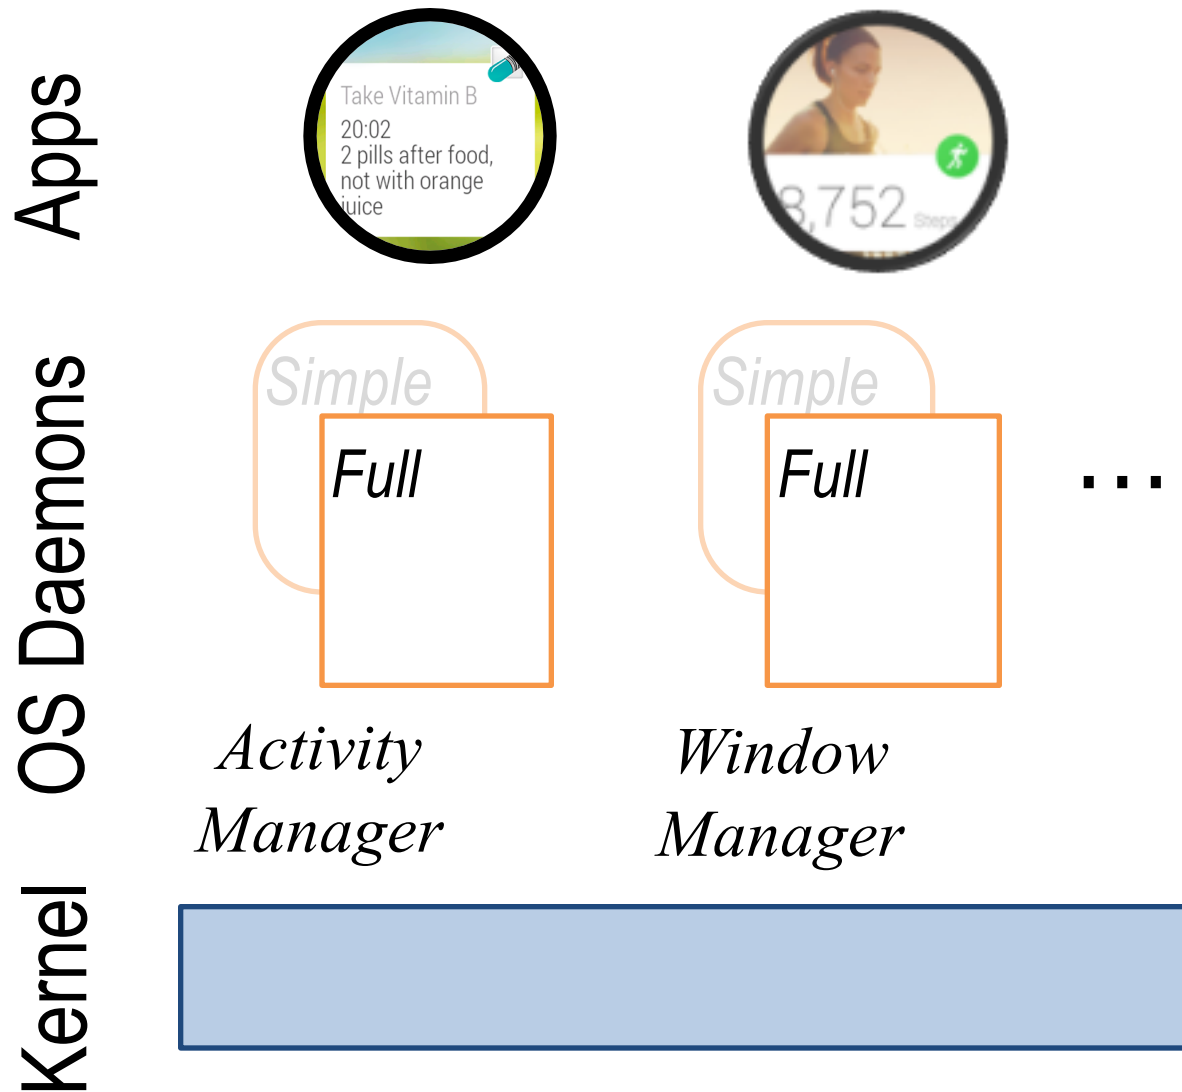 Apps
Take Vitamin B
20:02
2 pills after food,
not with orange
juice
8,752 Steps
OS Daemons
Simple
Full
Simple
Full
...
Activity
Manager
Window
Manager
Kernel